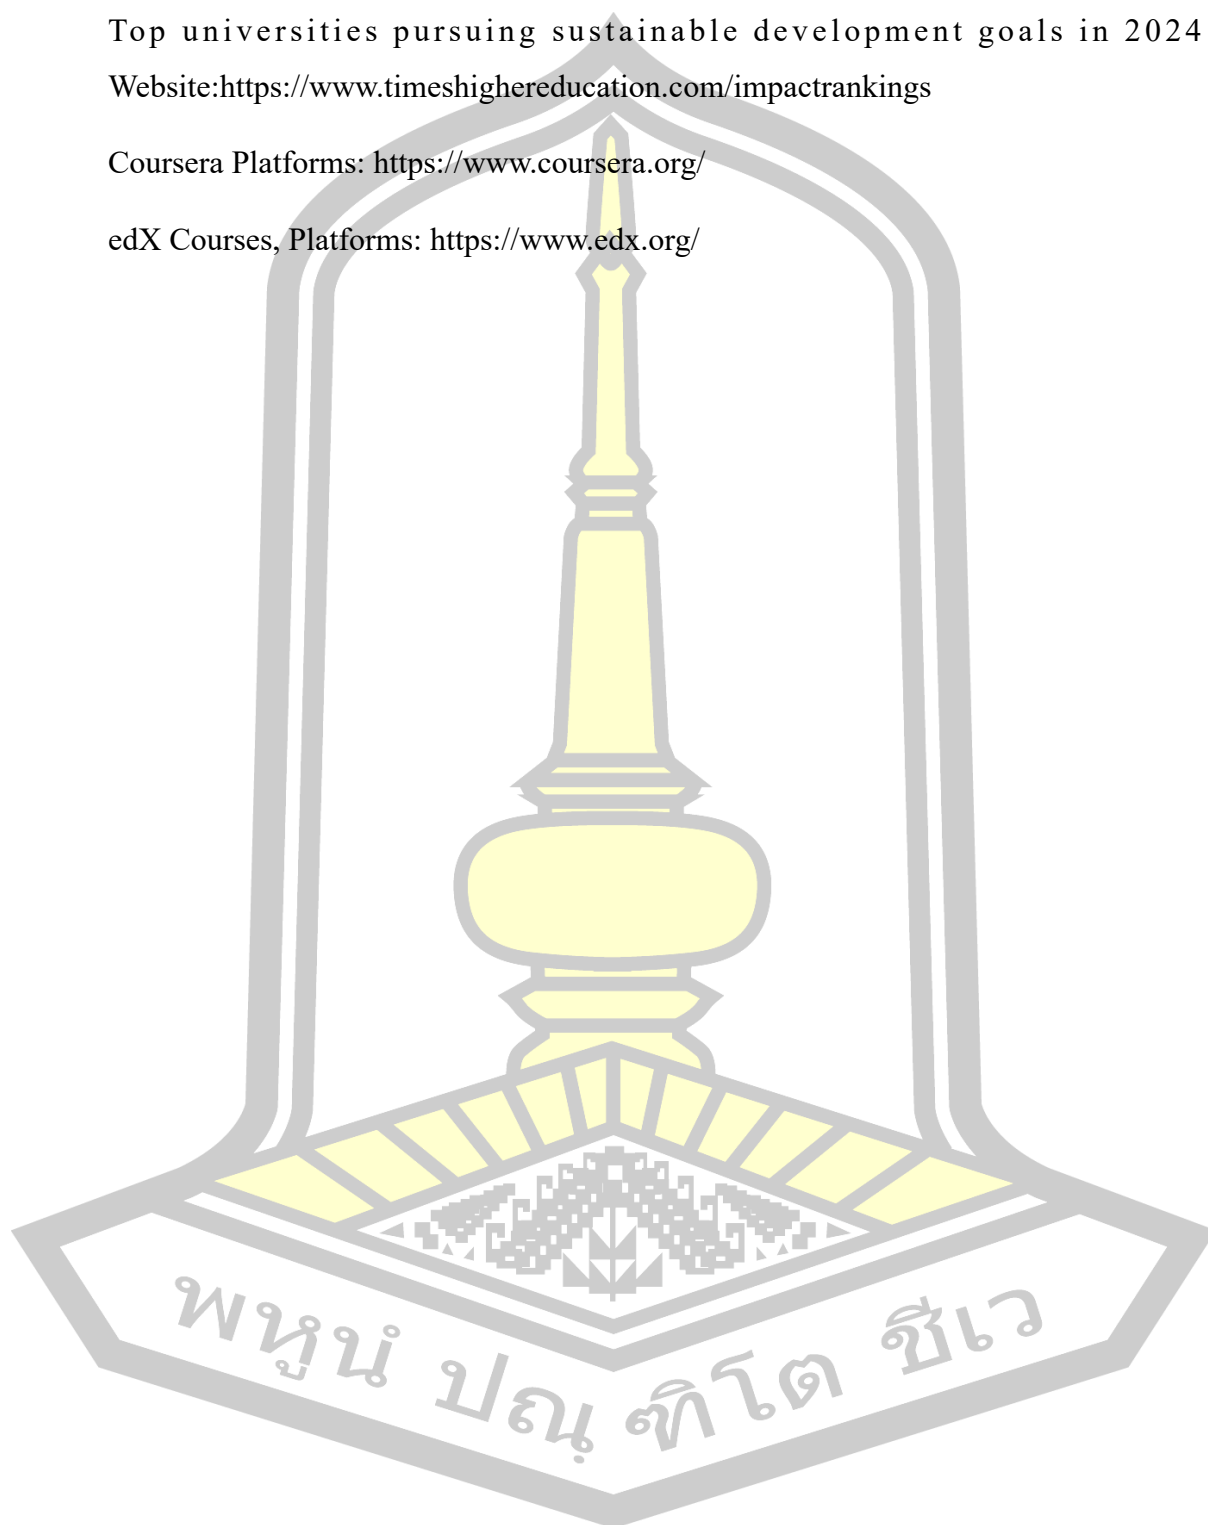 Top universities pursuing sustainable development goals in 2024
Website:https://www.timeshighereducation.com/impactrankings
Coursera Platforms: https://www.coursera.org/
edX Courses, Platforms: https://www.edx.org/
พหูนํ ปณฺฑิโต ชีเว